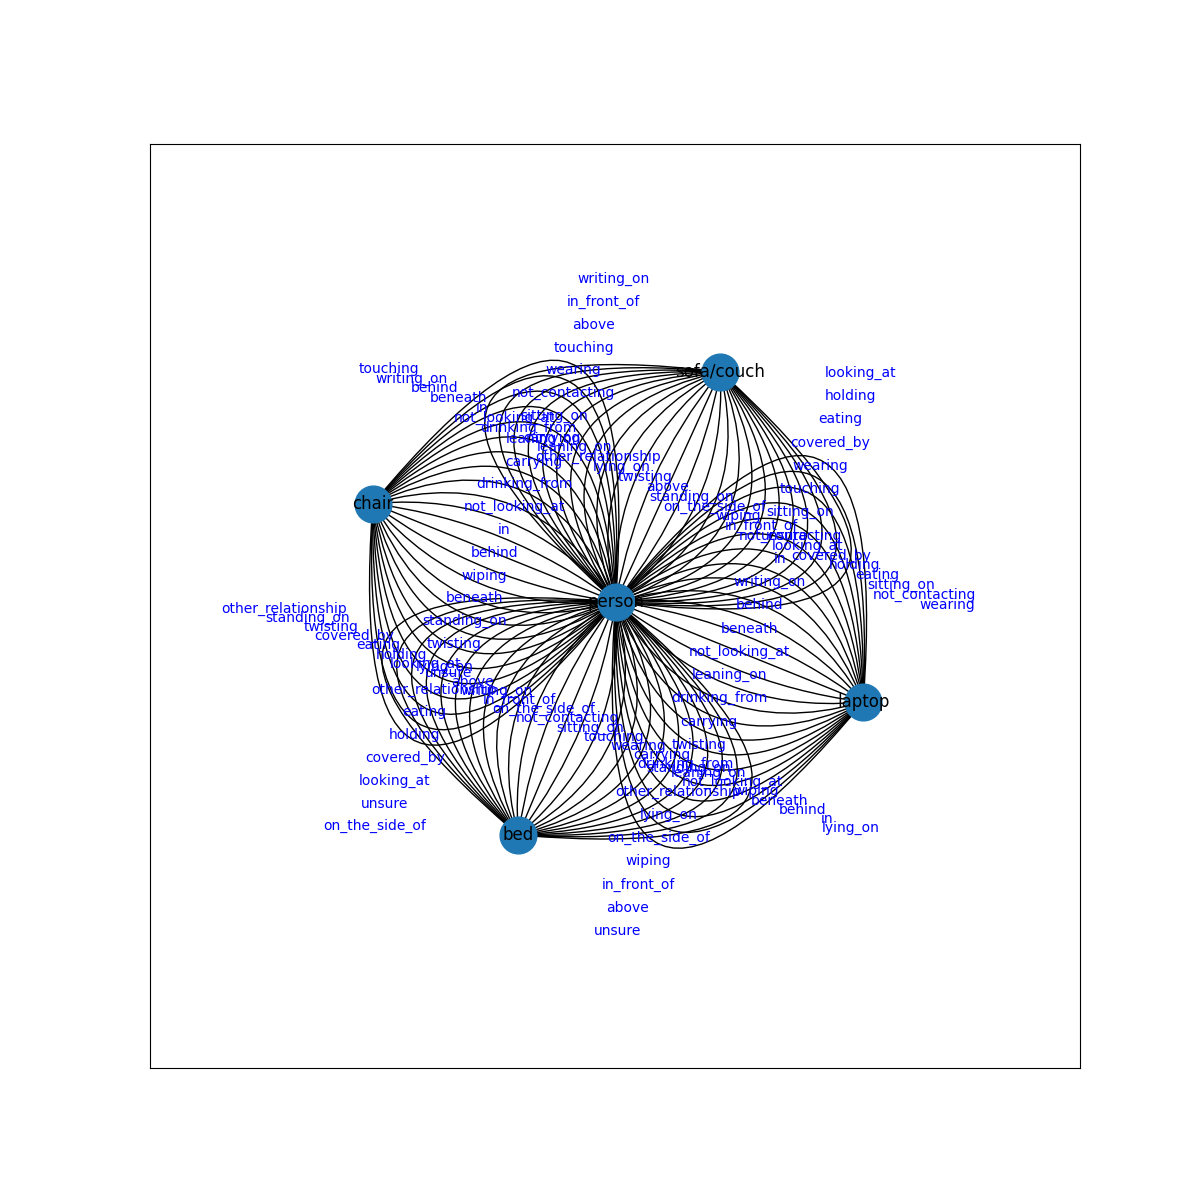 writing_on
in_front_of
above
touching
wearing
not_contacting
sitting_on
carrying
leaning_on
other_relationship
lying_on
twisting
above
standing_on
on_the_side_of
wiping
in_front_of
unsure
looking_at
covered_by
holding
eating
sitting_on
not_contacting
wearing
touching
writing_on
behind
beneath
in
not_looking_at
drinking_from
leaning_on
carrying
drinking_from
not_looking_at
in
behind
wiping
beneath
standing_on
twisting
lying_on
other_relationship
eating
holding
covered_by
looking_at
unsure
on_the_side_of
looking_at
holding
eating
covered_by
wearing
touching
sitting_on
not_contacting
in
writing_on
behind
beneath
not_looking_at
leaning_on
drinking_from
carrying
twisting
standing_on
other_relationship
lying_on
on_the_side_of
wiping
in_front_of
above
unsure
other_relationship
standing_on
twisting
covered_by
eating
holding
looking_at
unsure
above
writing_on
in_front_of
on_the_side_of
not_contacting
sitting_on
touching
wearing
carrying
drinking_from
leaning_on
not_looking_at
wiping
beneath
behind
in
lying_on
sofa/couch
chair
person
laptop
bed